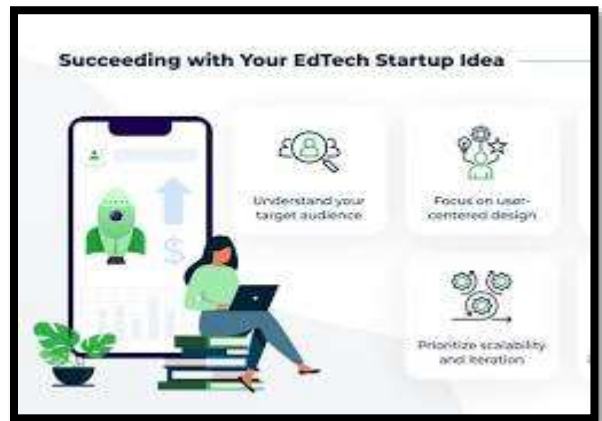 Succeeding with Your EdTech Startup Idea
Understand your
target audience
Focus on user-
centered design
Prioritize scalability
and iteration
$